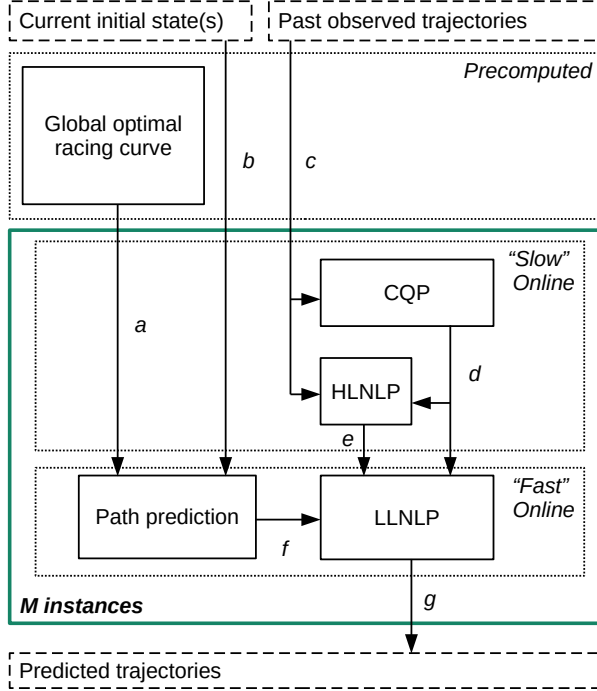 Current initial state(s)
Past observed trajectories
Precomputed
Global optimal
racing curve
b
c
"Slow"
Online
CQP
a
d
HLNLP
e
"Fast"
Online
Path prediction
LLNLP
f
M instances
g
Predicted trajectories